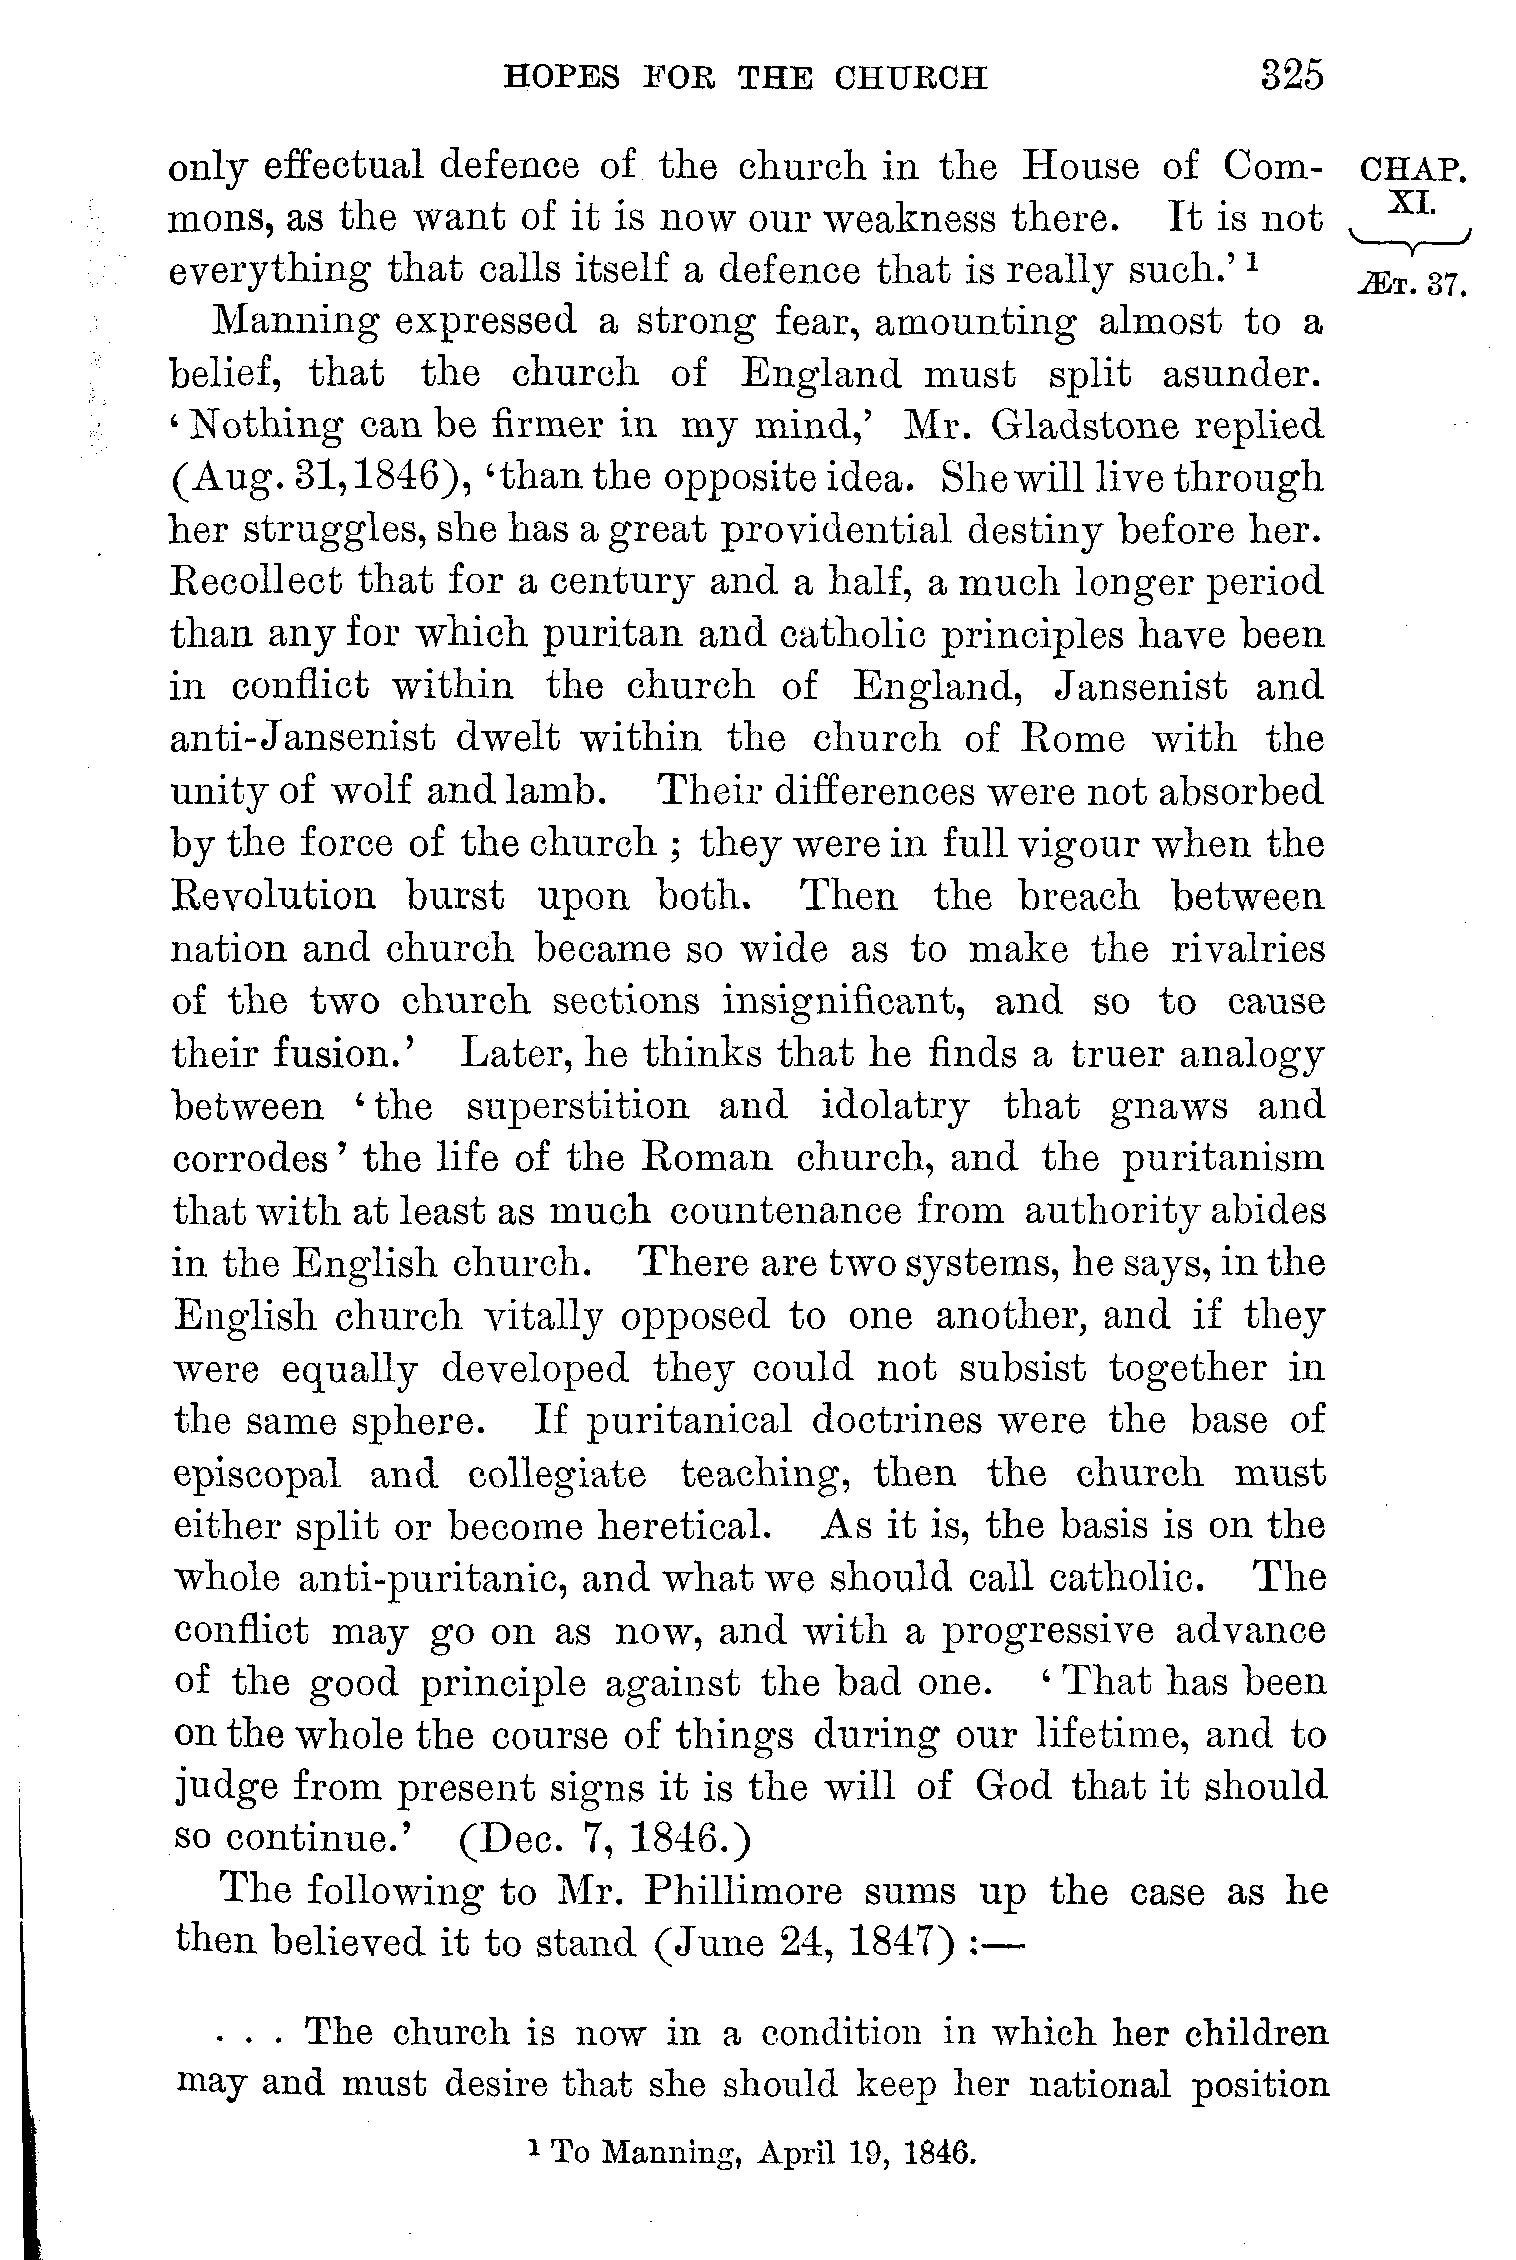 HOPES FOR THE CHURCH 325
only effectual defence of the church in the House of Com-
mons, as the want of it is now our weakness there. It is not
everything that calls itself a defence that is really such.’ 1
CHAP.
XI.
ÆT. 37.
Manning expressed a strong fear, amounting almost to a
belief, that the church of England must split asunder.
‘Nothing can be firmer in my mind,’ Mr. Gladstone replied
(Aug. 31, 1846), ‘than the opposite idea. She will live through
her struggles, she has a great providential destiny before her.
Recollect that for a century and a half, a much longer period
than any for which puritan and catholic principles have been
in conflict within the church of England, Jansenist and
anti-Jansenist dwelt within the church of Rome with the
unity of wolf and lamb. Their differences were not absorbed
by the force of the church ; they were in full vigour when the
Revolution burst upon both. Then the breach between
nation and church became so wide as to make the rivalries
of the two church sections insignificant, and so to cause
their fusion.’ Later, he thinks that he finds a truer analogy
between ‘the superstition and idolatry that gnaws and
corrodes’ the life of the Roman church, and the puritanism
that with at least as much countenance from authority abides
in the English church. There are two systems, he says, in the
English church vitally opposed to one another, and if they
were equally developed they could not subsist together in
the same sphere. If puritanical doctrines were the base of
episcopal and collegiate teaching, then the church must
either split or become heretical. As it is, the basis is on the
whole anti-puritanic, and what we should call catholic. The
conflict may go on as now, and with a progressive advance
of the good principle against the bad one. ‘That has been
on the whole the course of things during our lifetime, and to
judge from present signs it is the will of God that it should
so continue.’ (Dec. 7, 1846.)
The following to Mr. Phillimore sums up the case as he
then believed it to stand (June 24, 1847) :—
. . . The church is now in a condition in which her children
may and must desire that she should keep her national position
1 To Manning, April 19, 1846.